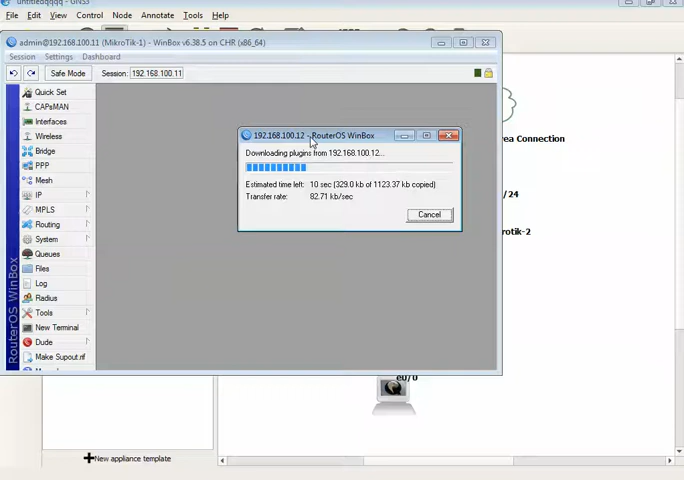 untitledqqqq - GNS3
File Edit View Control Node Annotate Tools Help
admin@192.168.100.11 (MikroTik-1) - WinBox v6.38.5 on CHR (x86_64)
Session Settings Dashboard
Safe Mode Session: 192.168.100.11
Quick Set
CAPsMAN
Interfaces
Wireless
Bridge
PPP
Mesh
IP
MPLS
Routing
System
Queues
Files
Log
Radius
Tools
New Terminal
Dude
Make Supout.rif
RouterOS WinBox
192.168.100.12 - RouterOS WinBox
Downloading plugins from 192.168.100.12...
Estimated time left: 10 sec (329.0 kb of 1123.37 kb copied)
Transfer rate: 82.71 kb/sec
Cancel
rea Connection
/24
rotik-2
e0/0
New appliance template